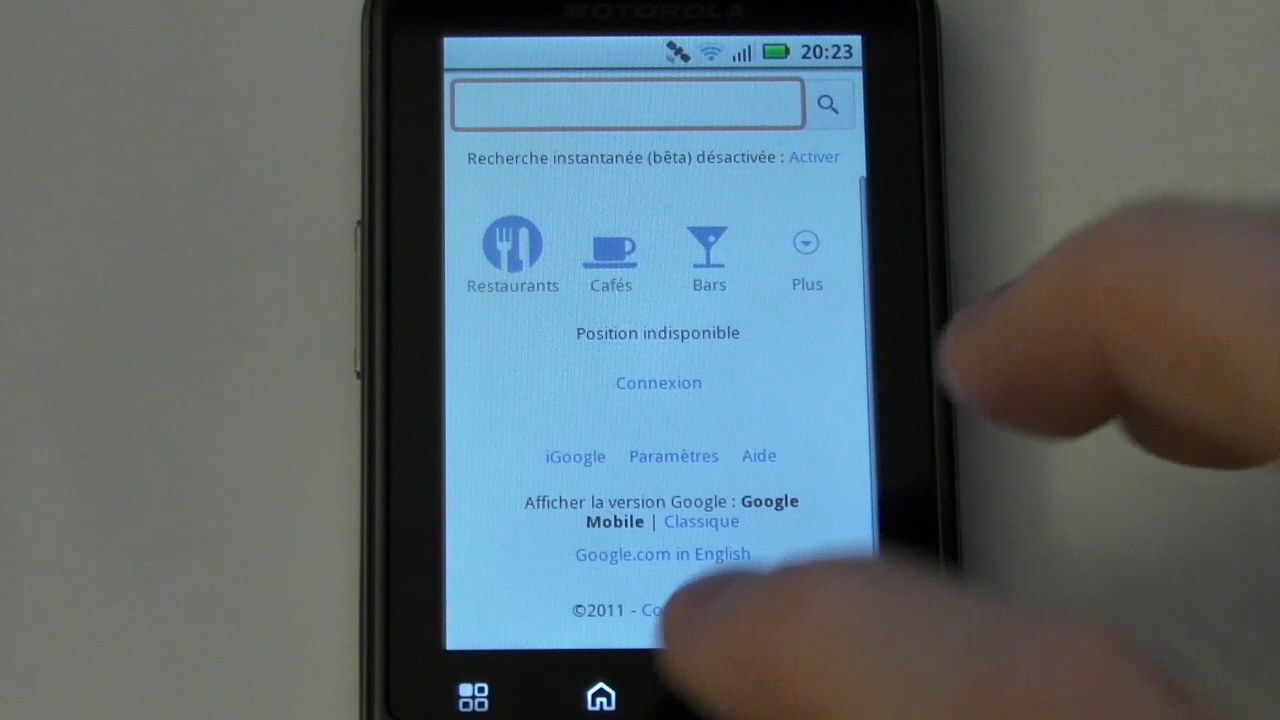 MOTOROLA
20:23
Recherche instantanée (bêta) désactivée : Activer
Restaurants Cafés Bars Plus
Position indisponible
Connexion
iGoogle Paramètres Aide
Afficher la version Google : Google
Mobile | Classique
Google.com in English
©2011 -